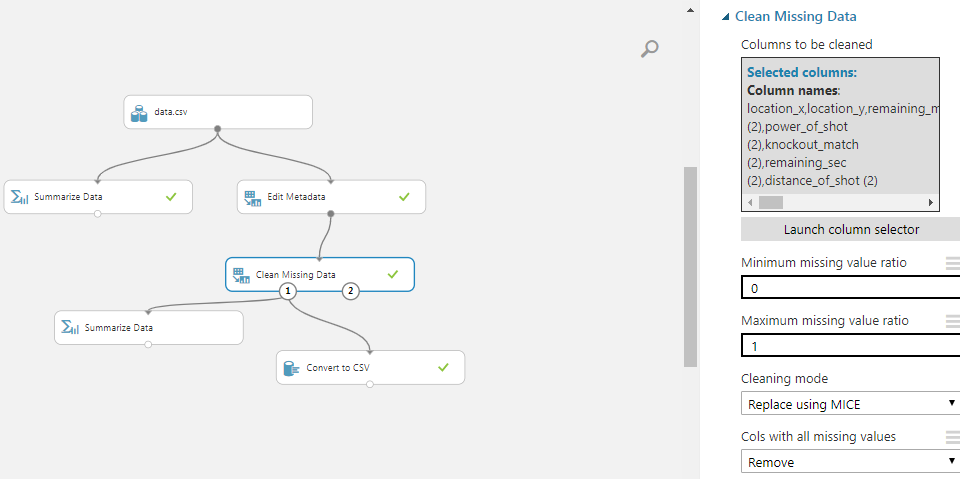 data.csv
Summarize Data
Edit Metadata
Clean Missing Data
1
2
Summarize Data
Convert to CSV
Clean Missing Data
Columns to be cleaned
Selected columns:
Column names:
location_x,location_y,remaining_m
(2),power_of_shot
(2),knockout_match
(2),remaining_sec
(2),distance_of_shot (2)
Launch column selector
Minimum missing value ratio
0
Maximum missing value ratio
1
Cleaning mode
Replace using MICE
Cols with all missing values
Remove